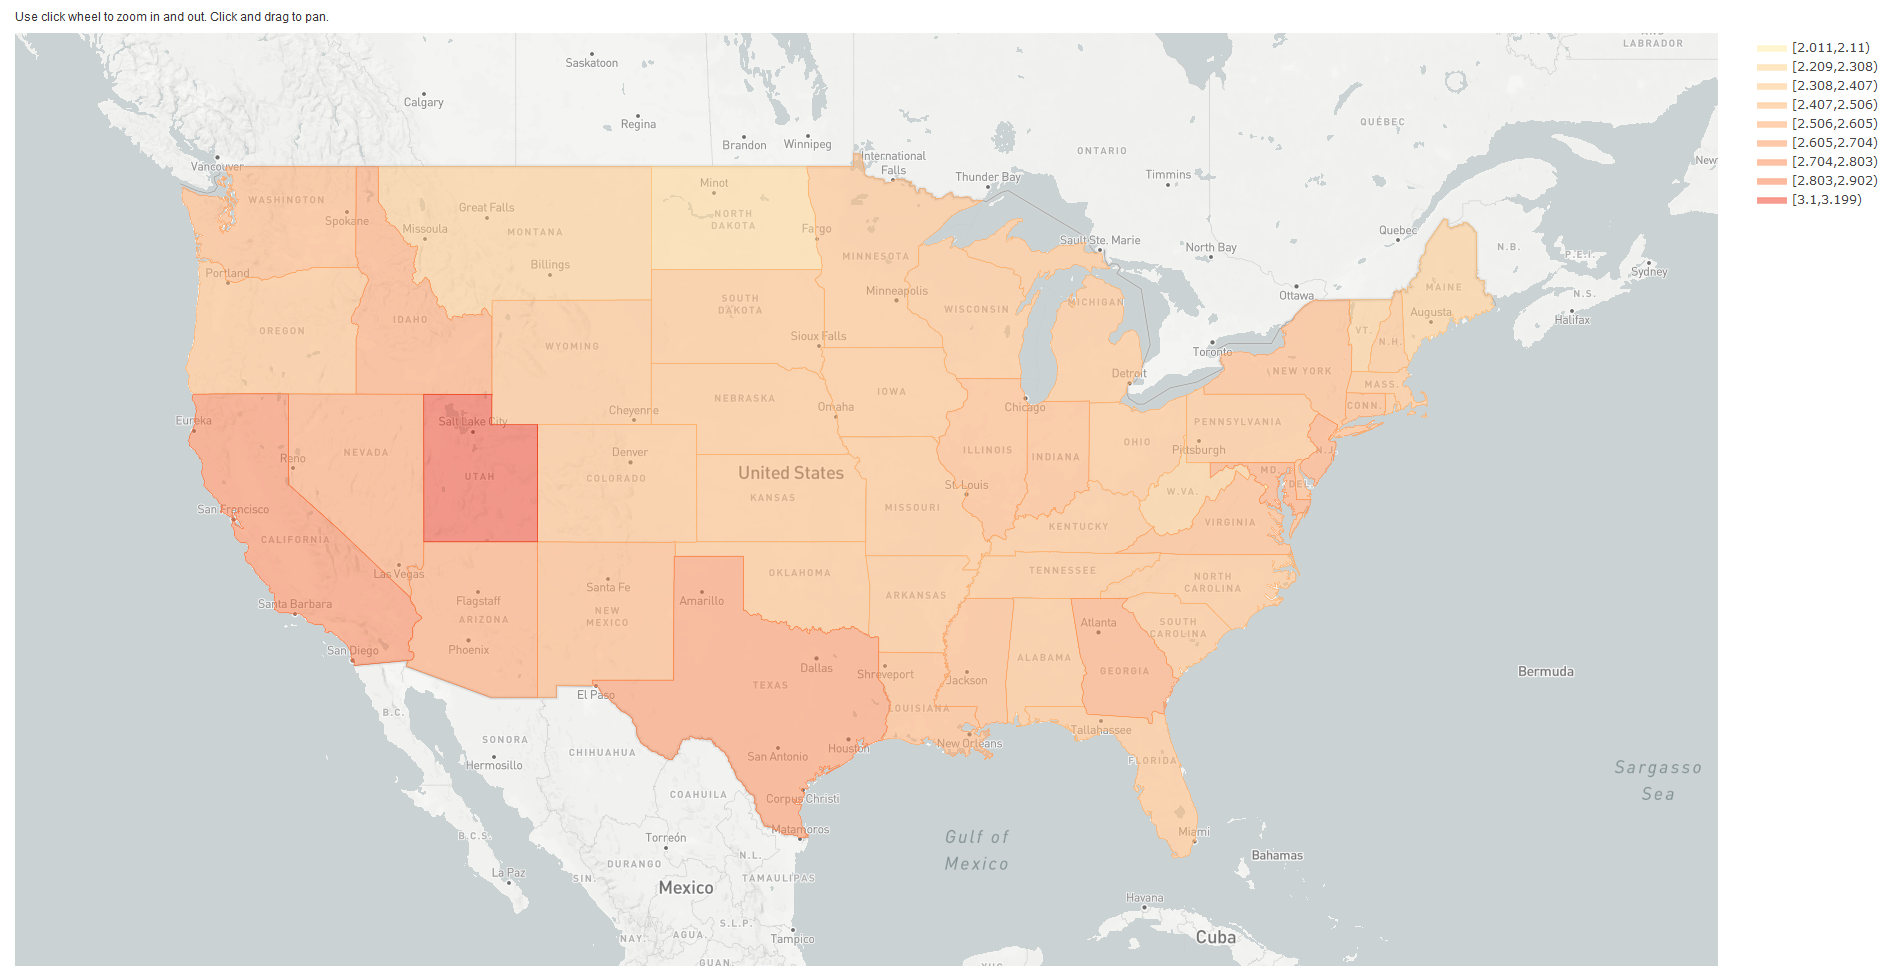 Use click wheel to zoom in and out. Click and drag to pan.
[2.011,2.11)
[2.209,2.308)
[2.308,2.407)
[2.407,2.506)
[2.506,2.605)
[2.605,2.704)
[2.704,2.803)
[2.803,2.902)
[3.1,3.199)
LABRADOR
Saskatoon
Calgary
Regina
QUÉBEC
Brandon
Winnipeg
ONTARIO
International
Falls
Vancouver
New
Timmins
Thunder Bay
Minot
WASHINGTON
Great Falls
NORTH
DAKOTA
Spokane
Missoula
MONTANA
Fargo
Quebec
Sault Ste. Marie
North Bay
N.B.
P.E.I.
MINNESOTA
Billings
Portland
Sydney
Minneapolis
MICHIGAN
Ottawa
MAINE
N.S.
SOUTH
DAKOTA
WISCONSIN
Augusta
Halifax
IDAHO
OREGON
Sioux Falls
VT.
N.H.
WYOMING
Toronto
Detroit
NEW YORK
MASS.
IOWA
NEBRASKA
Cheyenne
Omaha
Chicago
CONN.
Eureka
Salt Lake City
PENNSYLVANIA
OHIO
Pittsburgh
NEVADA
Denver
ILLINOIS
INDIANA
N.J.
Reno
United States
MD.
UTAH
COLORADO
St. Louis
DEL.
W.VA.
KANSAS
San Francisco
MISSOURI
VIRGINIA
KENTUCKY
CALIFORNIA
Las Vegas
OKLAHOMA
TENNESSEE
NORTH
CAROLINA
Santa Fe
ARKANSAS
Santa Barbara
Flagstaff
Amarillo
NEW
MEXICO
ARIZONA
Atlanta
SOUTH
CAROLINA
San Diego
Phoenix
ALABAMA
Dallas
Shreveport
Jackson
GEORGIA
Bermuda
TEXAS
El Paso
LOUISIANA
B.C.
Tallahassee
SONORA
CHIHUAHUA
Houston
New Orleans
San Antonio
FLORIDA
Hermosillo
Sargasso
Sea
COAHUILA
Corpus Christi
Matamoros
Miami
B.C.S.
Torreón
Gulf of
Mexico
N.L.
Bahamas
DURANGO
La Paz
SIN.
TAMAULIPAS
Mexico
Havana
S.L.P.
Cuba
NAY.
AGUA.
Tampico
GUAN.